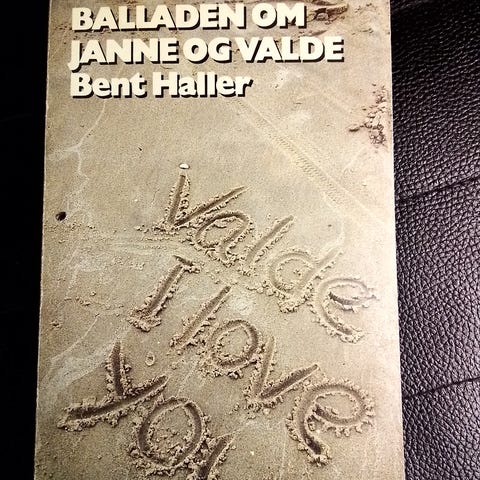 BALLADEN OM
JANNE OG VALDE
Bent Haller
Valde
I love
you